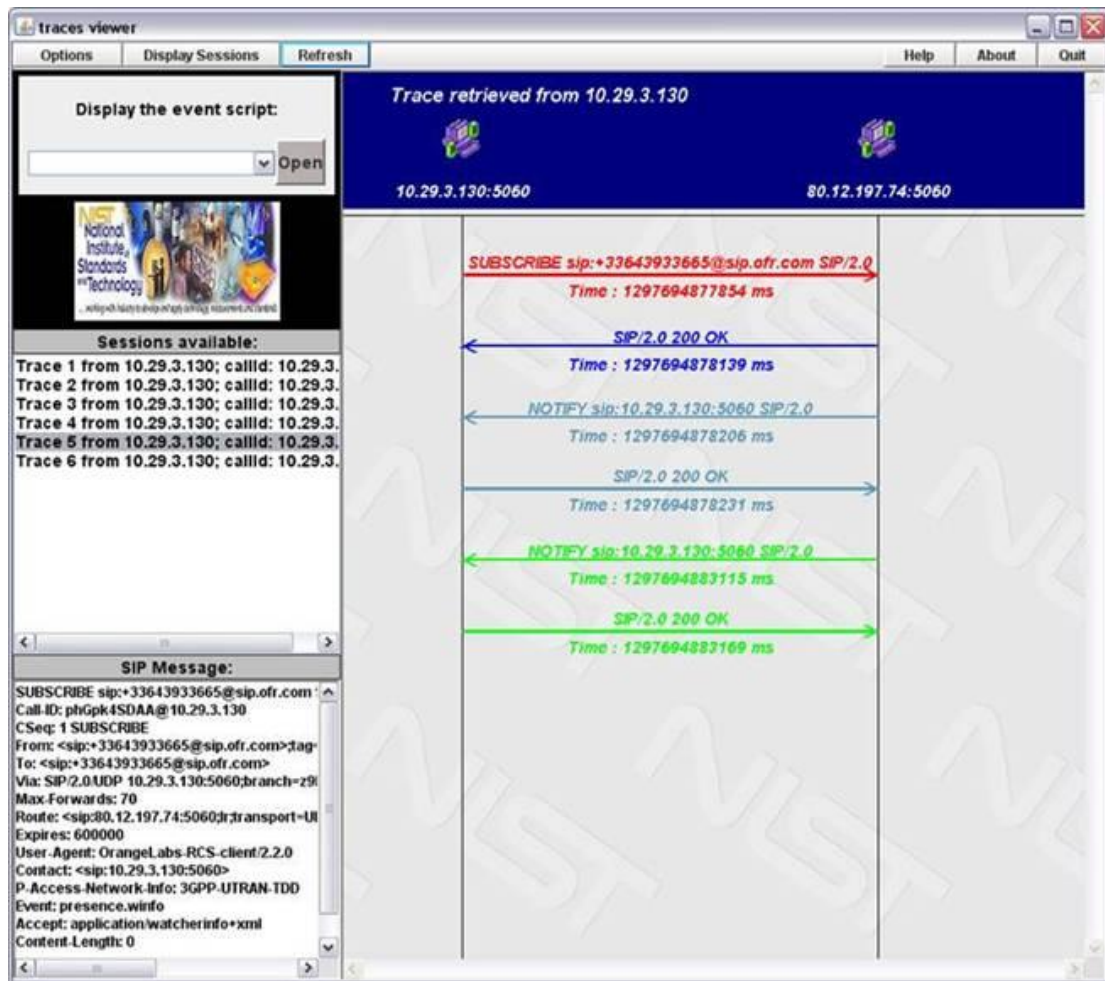 traces viewer
Options Display Sessions Refresh Help About Quit
Display the event script:
Open
NIST
National
Institute of
Standards
and Technology
Sessions available:
Trace 1 from 10.29.3.130; callId: 10.29.3.
Trace 2 from 10.29.3.130; callId: 10.29.3.
Trace 3 from 10.29.3.130; callId: 10.29.3.
Trace 4 from 10.29.3.130; callId: 10.29.3.
Trace 5 from 10.29.3.130; callId: 10.29.3.
Trace 6 from 10.29.3.130; callId: 10.29.3.
SIP Message:
SUBSCRIBE sip:+33643933665@sip.ofr.com
Call-ID: phGpk4SDAA@10.29.3.130
CSeq: 1 SUBSCRIBE
From: <sip:+33643933665@sip.ofr.com>;tag=
To: <sip:+33643933665@sip.ofr.com>
Via: SIP/2.0/UDP 10.29.3.130:5060;branch=z9
Max-Forwards: 70
Route: <sip:80.12.197.74:5060;lr;transport=U
Expires: 600000
User-Agent: OrangeLabs-RCS-client/2.2.0
Contact: <sip:10.29.3.130:5060>
P-Access-Network-Info: 3GPP-UTRAN-TDD
Event: presence.winfo
Accept: application/watcherinfo+xml
Content-Length: 0
Trace retrieved from 10.29.3.130
10.29.3.130:5060 80.12.197.74:5060
SUBSCRIBE sip:+33643933665@sip.ofr.com SIP/2.0
Time : 1297694877854 ms
SIP/2.0 200 OK
Time : 1297694878139 ms
NOTIFY sip:10.29.3.130:5060 SIP/2.0
Time : 1297694878206 ms
SIP/2.0 200 OK
Time : 1297694878231 ms
NOTIFY sip:10.29.3.130:5060 SIP/2.0
Time : 1297694883115 ms
SIP/2.0 200 OK
Time : 1297694883169 ms